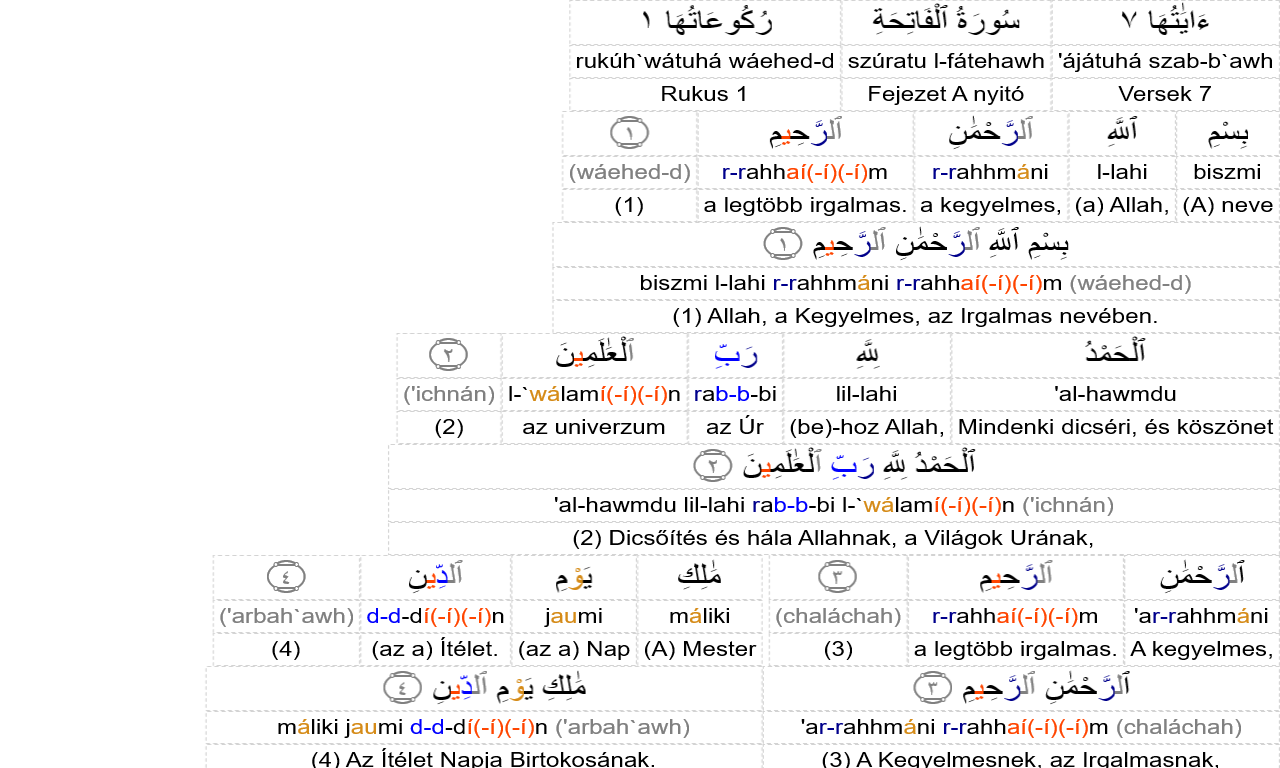 ءَايَٰتُهَا ٧ سُورَةُ ٱلْفَاتِحَةِ رُكُوعَاتُهَا ١
'ájátuhá szab-b`awh szúratu l-fátehawh rukúh`wátuhá wáehed-d
Versek 7 Fejezet A nyitó Rukus 1
بِسْمِ ٱللَّهِ ٱلرَّحْمَٰنِ ٱلرَّحِيمِ ١
biszmi l-lahi r-rahhmáni r-rahhaí(-í)(-í)m (wáehed-d)
(A) neve (a) Allah, a kegyelmes, a legtöbb irgalmas. (1)
بِسْمِ ٱللَّهِ ٱلرَّحْمَٰنِ ٱلرَّحِيمِ ١
biszmi l-lahi r-rahhmáni r-rahhaí(-í)(-í)m (wáehed-d)
(1) Allah, a Kegyelmes, az Irgalmas nevében.
ٱلْحَمْدُ لِلَّهِ رَبِّ ٱلْعَٰلَمِينَ ٢
'al-hawmdu lil-lahi rab-b-bi l-`wálamí(-í)(-í)n ('ichnán)
Mindenki dicséri, és köszönet (be)-hoz Allah, az Úr az univerzum (2)
ٱلْحَمْدُ لِلَّهِ رَبِّ ٱلْعَٰلَمِينَ ٢
'al-hawmdu lil-lahi rab-b-bi l-`wálamí(-í)(-í)n ('ichnán)
(2) Dicsőítés és hála Allahnak, a Világok Urának,
ٱلرَّحْمَٰنِ ٱلرَّحِيمِ ٣ مَٰلِكِ يَوْمِ ٱلدِّينِ ٤
'ar-rahhmáni r-rahhaí(-í)(-í)m (chaláchah) máliki jaumi d-d-dí(-í)(-í)n ('arbah`awh)
A kegyelmes, a legtöbb irgalmas. (3) (A) Mester (az a) Nap (az a) Ítélet. (4)
ٱلرَّحْمَٰنِ ٱلرَّحِيمِ ٣ مَٰلِكِ يَوْمِ ٱلدِّينِ ٤
'ar-rahhmáni r-rahhaí(-í)(-í)m (chaláchah) máliki jaumi d-d-dí(-í)(-í)n ('arbah`awh)
(3) A Kegyelmesnek, az Irgalmasnak, (4) Az Ítélet Napja Birtokosának.